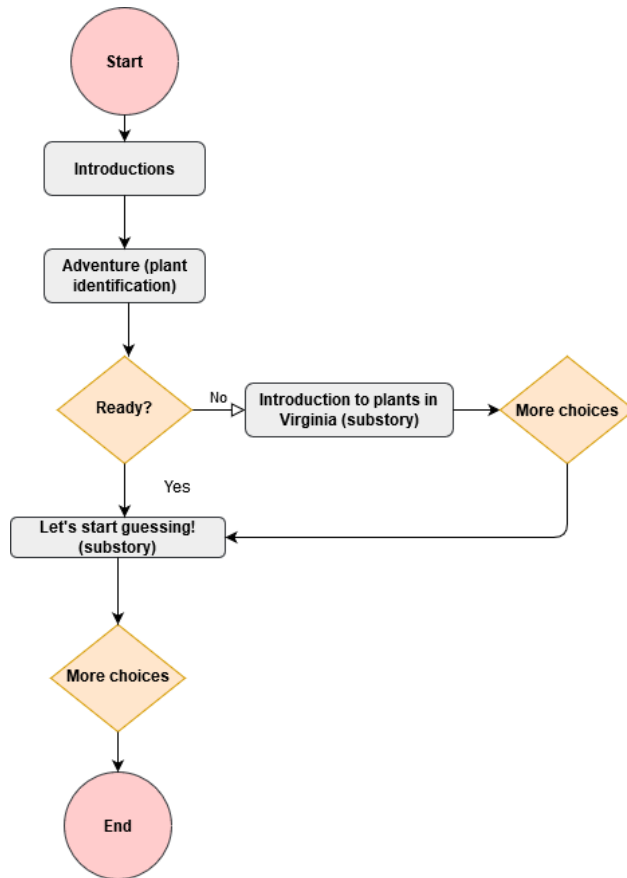 Start
Introductions
Adventure (plant
identification)
Ready?
No
Introduction to plants in
Virginia (substory)
More choices
Yes
Let's start guessing!
(substory)
More choices
End